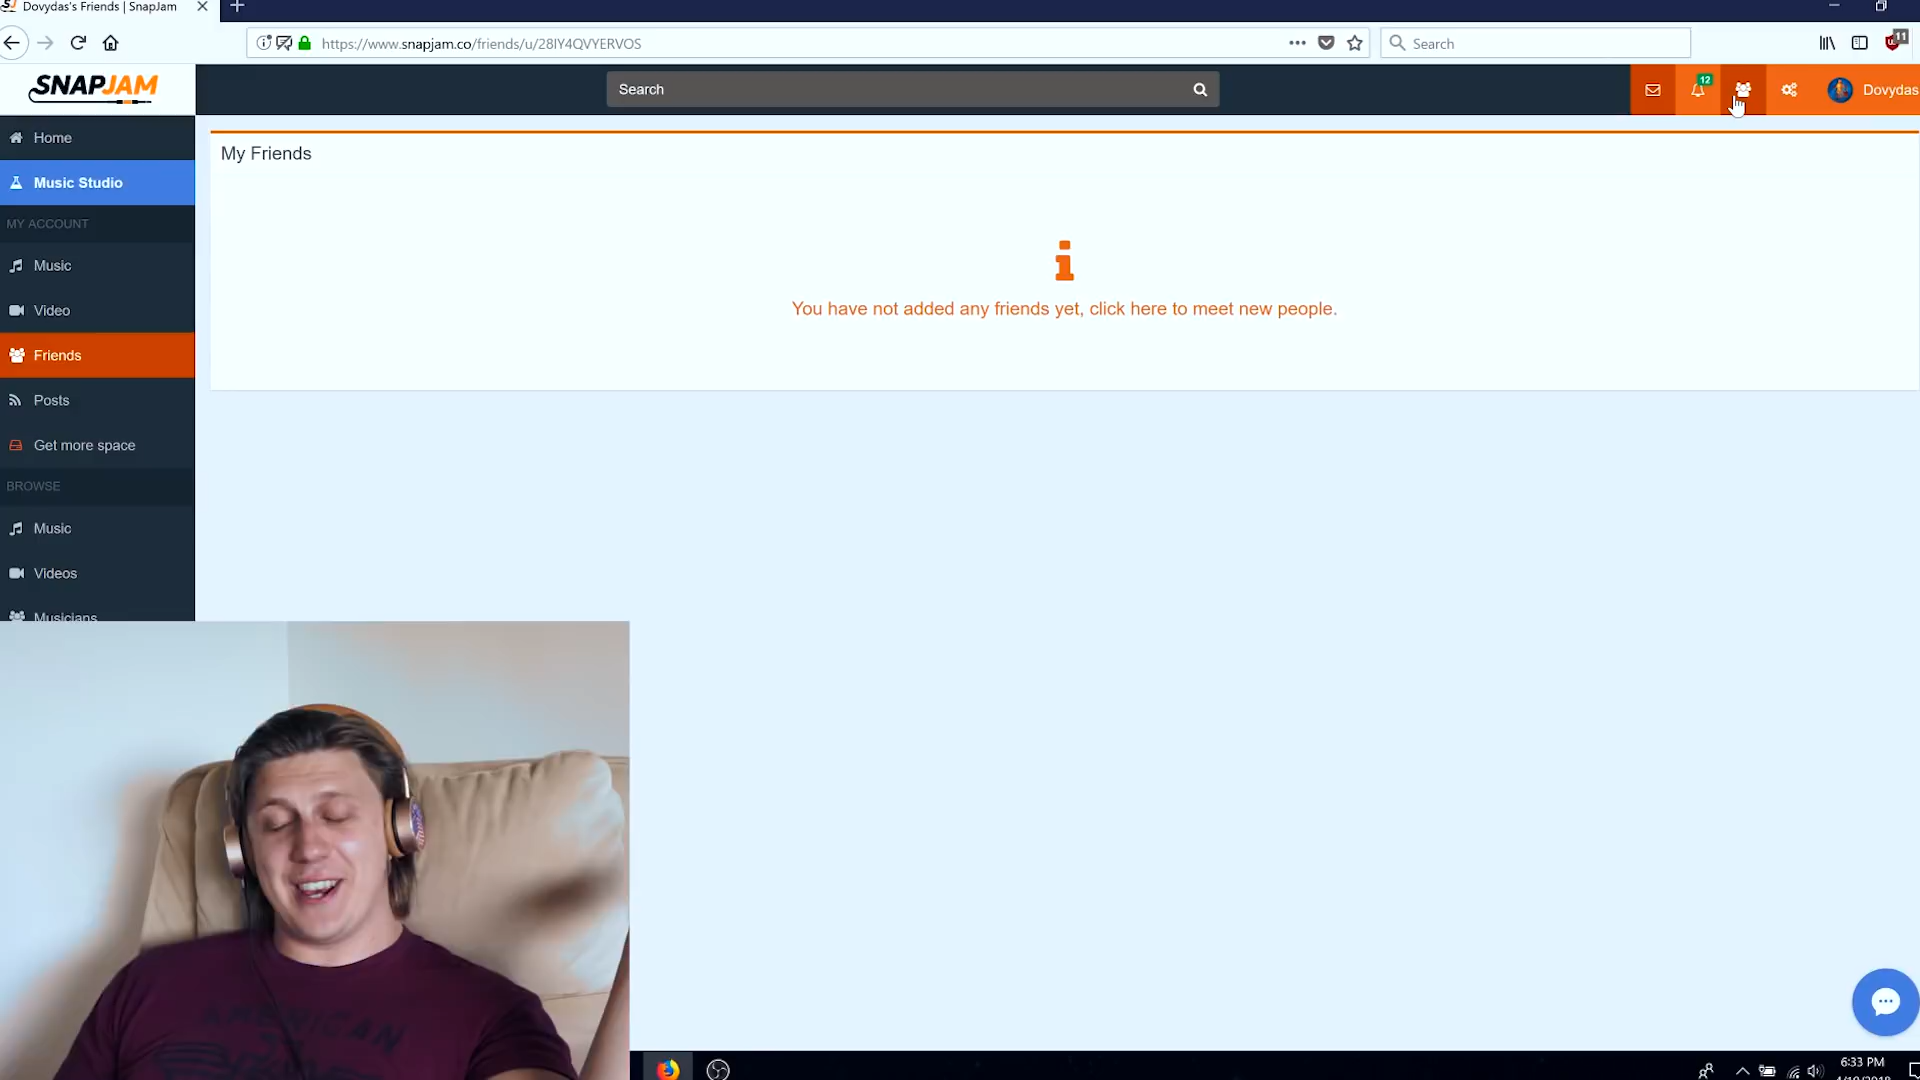 Dovydas's Friends | SnapJam
https://www.snapjam.co/friends/u/28IY4QVYERVOS
Search
11
SNAPJAM
Search
12
Dovydas
Home
Music Studio
MY ACCOUNT
Music
Video
Friends
Posts
Get more space
BROWSE
Music
Videos
Musicians
My Friends
You have not added any friends yet, click here to meet new people.
AMERICAN
6:33 PM